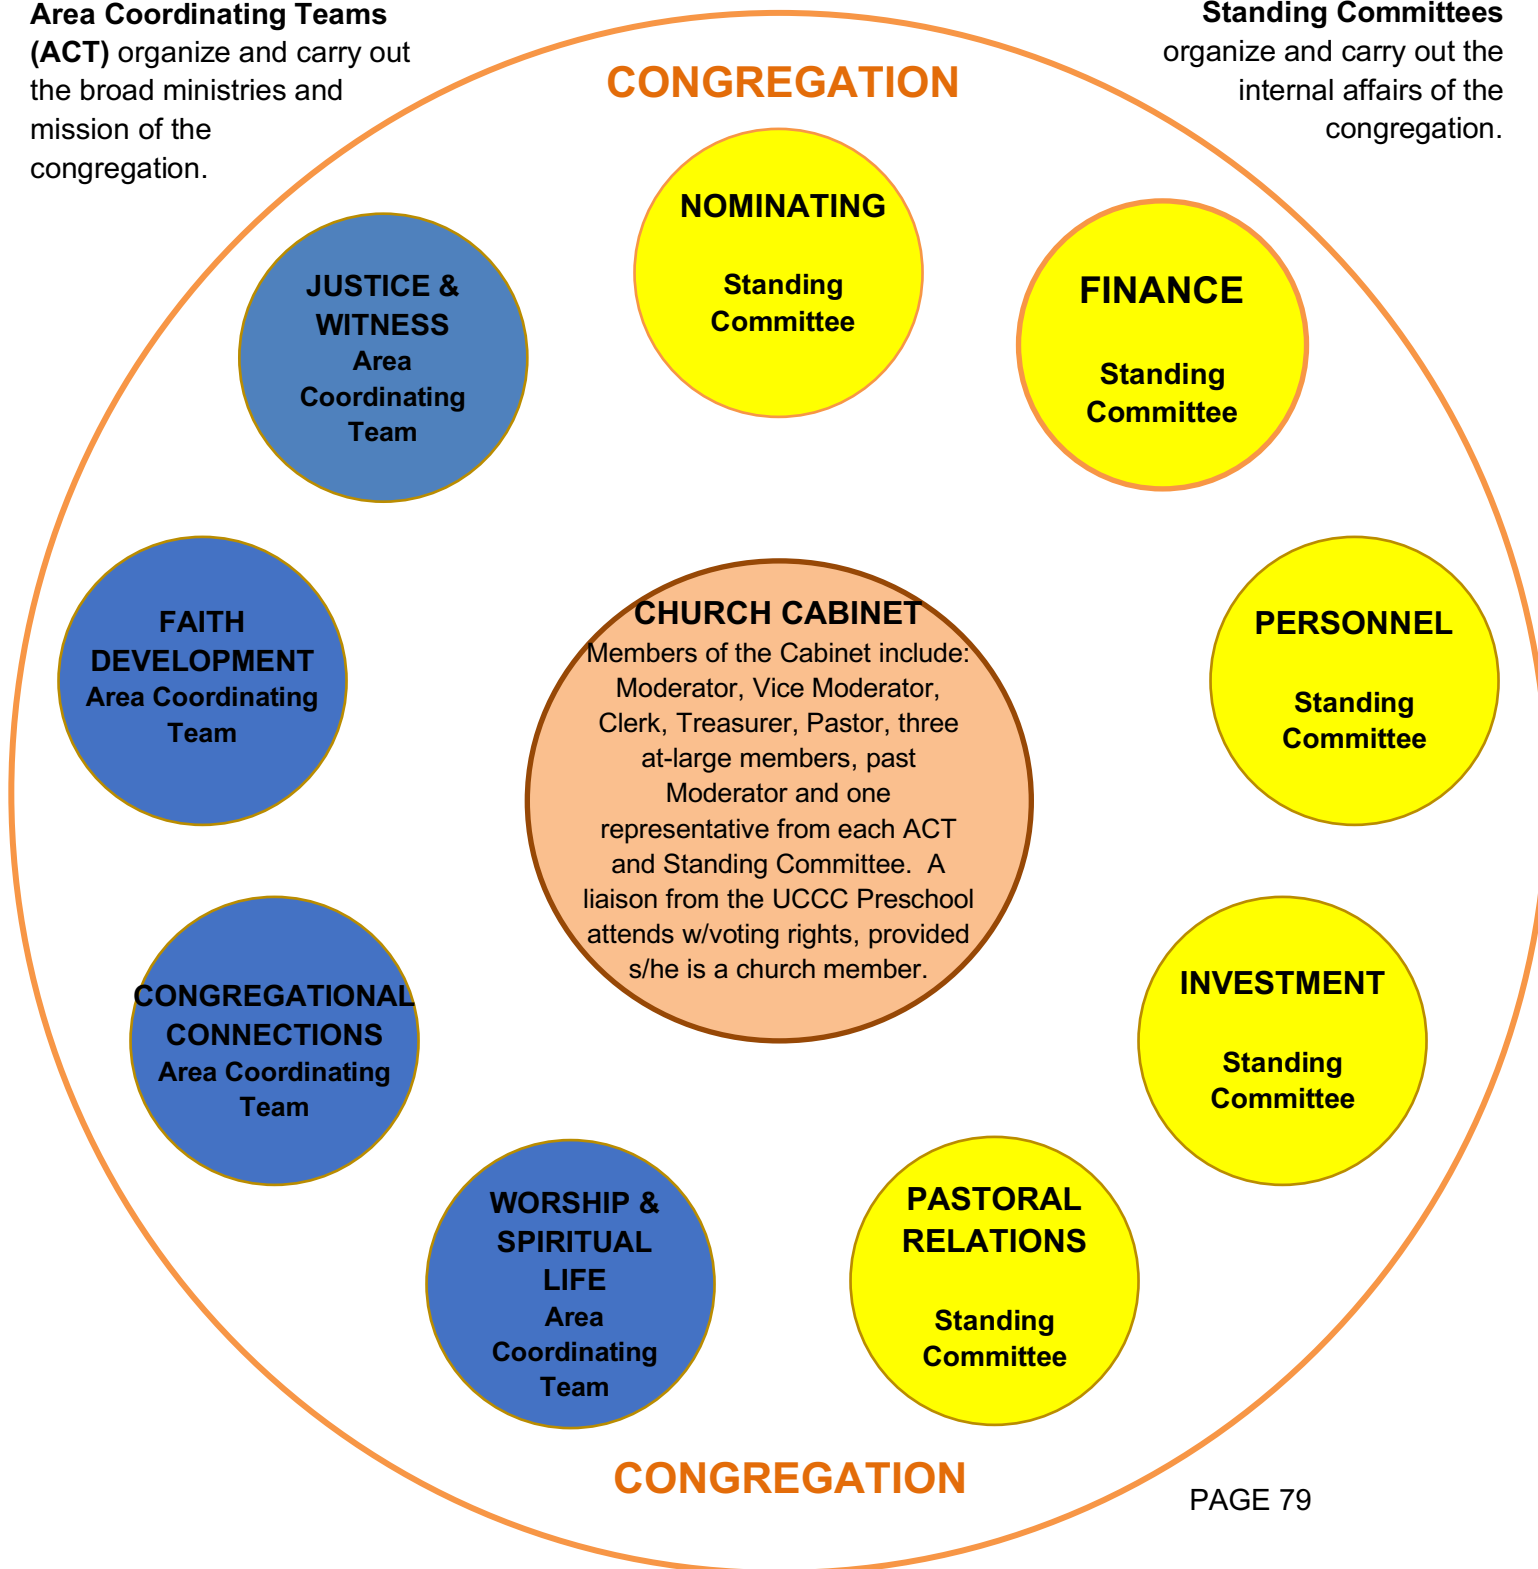 Area Coordinating Teams
(ACT) organize and carry out
the broad ministries and
mission of the
congregation.
Standing Committees
organize and carry out the
internal affairs of the
congregation.
CONGREGATION
NOMINATING
Standing
Committee
FINANCE
Standing
Committee
JUSTICE &
WITNESS
Area
Coordinating
Team
FAITH
DEVELOPMENT
Area Coordinating
Team
CHURCH CABINET
Members of the Cabinet include:
Moderator, Vice Moderator,
Clerk, Treasurer, Pastor, three
at-large members, past
Moderator and one
representative from each ACT
and Standing Committee.  A
liaison from the UCCC Preschool
attends w/voting rights, provided
s/he is a church member.
PERSONNEL
Standing
Committee
CONGREGATIONAL
CONNECTIONS
Area Coordinating
Team
INVESTMENT
Standing
Committee
WORSHIP &
SPIRITUAL
LIFE
Area
Coordinating
Team
PASTORAL
RELATIONS
Standing
Committee
CONGREGATION
PAGE 79